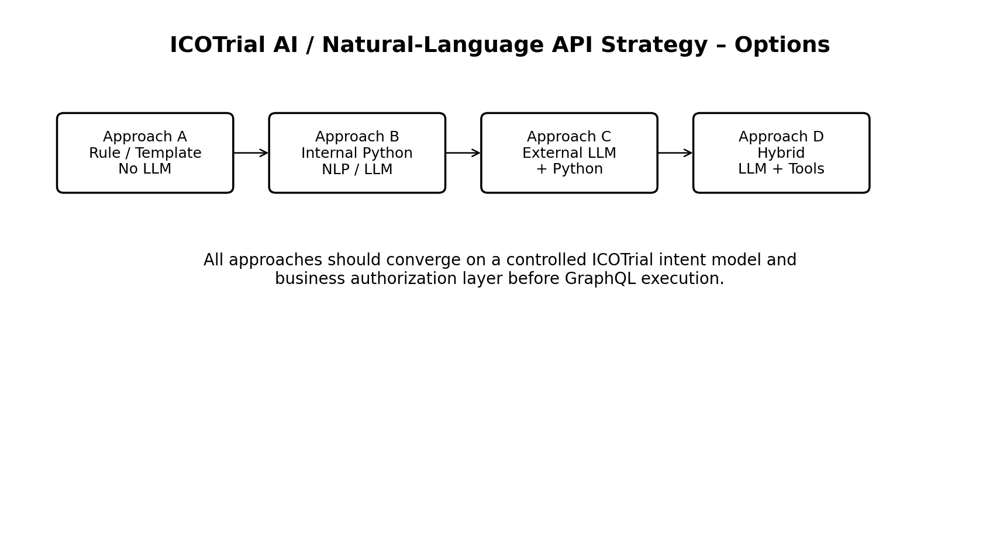 ICOTrial AI / Natural-Language API Strategy – Options
Approach A
Rule / Template
No LLM
Approach B
Internal Python
NLP / LLM
Approach C
External LLM
+ Python
Approach D
Hybrid
LLM + Tools
All approaches should converge on a controlled ICOTrial intent model and
business authorization layer before GraphQL execution.